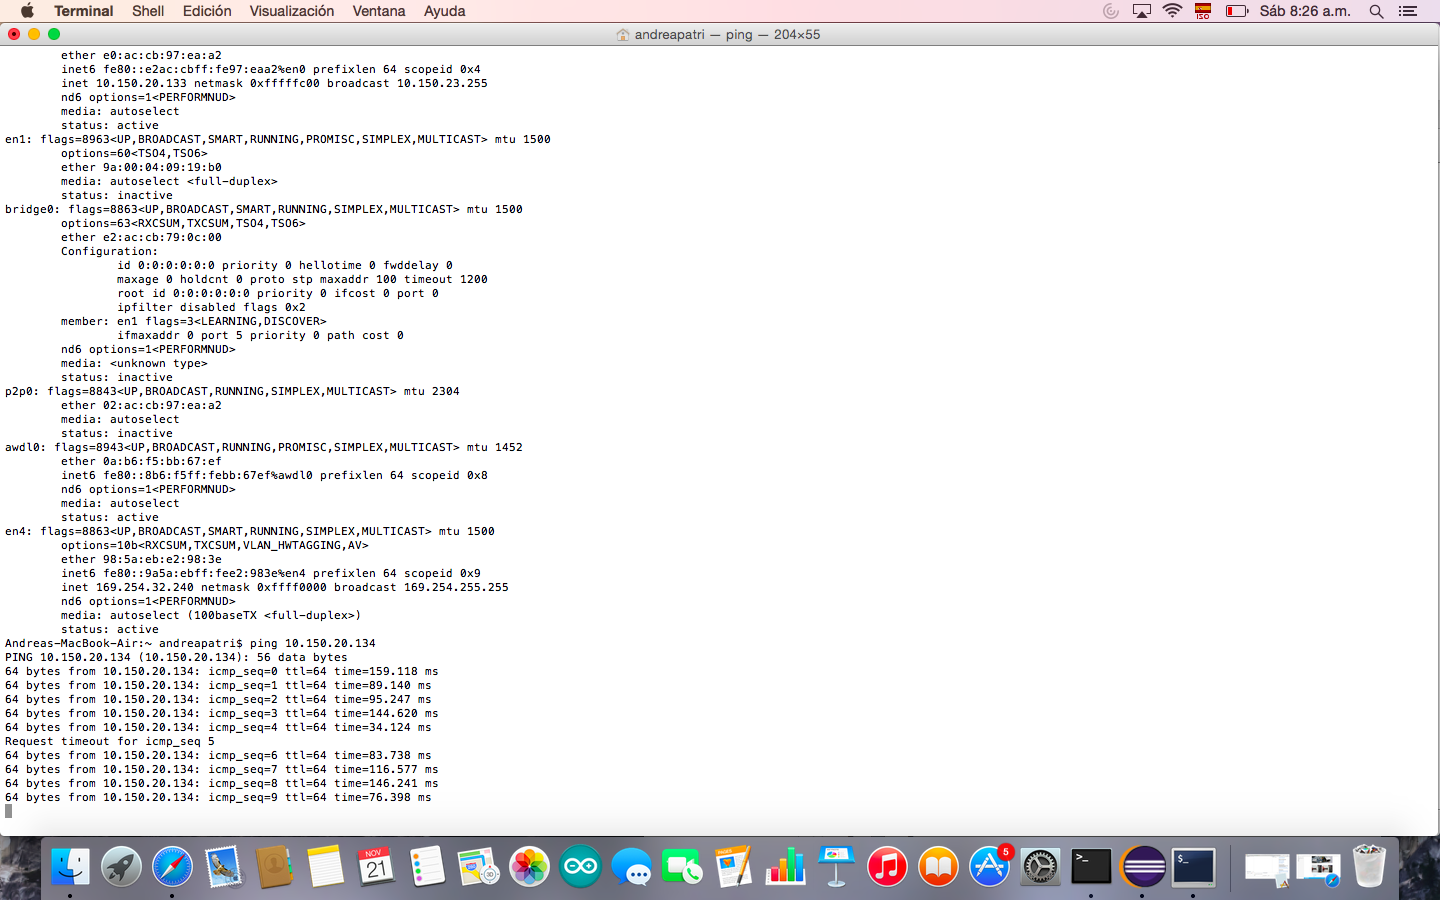 Terminal Shell Edición Visualización Ventana Ayuda ISO Sáb 8:26 a.m.
andreapatri — ping — 204×55
ether e0:ac:cb:97:ea:a2
inet6 fe80::e2ac:cbff:fe97:eaa2%en0 prefixlen 64 scopeid 0x4
inet 10.150.20.133 netmask 0xfffffc00 broadcast 10.150.23.255
nd6 options=1<PERFORMNUD>
media: autoselect
status: active
en1: flags=8963<UP,BROADCAST,SMART,RUNNING,PROMISC,SIMPLEX,MULTICAST> mtu 1500
options=60<TSO4,TSO6>
ether 9a:00:04:09:19:b0
media: autoselect <full-duplex>
status: inactive
bridge0: flags=8863<UP,BROADCAST,SMART,RUNNING,SIMPLEX,MULTICAST> mtu 1500
options=63<RXCSUM,TXCSUM,TSO4,TSO6>
ether e2:ac:cb:79:0c:00
Configuration:
id 0:0:0:0:0:0 priority 0 hellotime 0 fwddelay 0
maxage 0 holdcnt 0 proto stp maxaddr 100 timeout 1200
root id 0:0:0:0:0:0 priority 0 ifcost 0 port 0
ipfilter disabled flags 0x2
member: en1 flags=3<LEARNING,DISCOVER>
ifmaxaddr 0 port 5 priority 0 path cost 0
nd6 options=1<PERFORMNUD>
media: <unknown type>
status: inactive
p2p0: flags=8843<UP,BROADCAST,RUNNING,SIMPLEX,MULTICAST> mtu 2304
ether 02:ac:cb:97:ea:a2
media: autoselect
status: inactive
awdl0: flags=8943<UP,BROADCAST,RUNNING,PROMISC,SIMPLEX,MULTICAST> mtu 1452
ether 0a:b6:f5:bb:67:ef
inet6 fe80::8b6:f5ff:febb:67ef%awdl0 prefixlen 64 scopeid 0x8
nd6 options=1<PERFORMNUD>
media: autoselect
status: active
en4: flags=8863<UP,BROADCAST,SMART,RUNNING,SIMPLEX,MULTICAST> mtu 1500
options=10b<RXCSUM,TXCSUM,VLAN_HWTAGGING,AV>
ether 98:5a:eb:e2:98:3e
inet6 fe80::9a5a:ebff:fee2:983e%en4 prefixlen 64 scopeid 0x9
inet 169.254.32.240 netmask 0xffff0000 broadcast 169.254.255.255
nd6 options=1<PERFORMNUD>
media: autoselect (100baseTX <full-duplex>)
status: active
Andreas-MacBook-Air:~ andreapatri$ ping 10.150.20.134
PING 10.150.20.134 (10.150.20.134): 56 data bytes
64 bytes from 10.150.20.134: icmp_seq=0 ttl=64 time=159.118 ms
64 bytes from 10.150.20.134: icmp_seq=1 ttl=64 time=89.140 ms
64 bytes from 10.150.20.134: icmp_seq=2 ttl=64 time=95.247 ms
64 bytes from 10.150.20.134: icmp_seq=3 ttl=64 time=144.620 ms
64 bytes from 10.150.20.134: icmp_seq=4 ttl=64 time=34.124 ms
Request timeout for icmp_seq 5
64 bytes from 10.150.20.134: icmp_seq=6 ttl=64 time=83.738 ms
64 bytes from 10.150.20.134: icmp_seq=7 ttl=64 time=116.577 ms
64 bytes from 10.150.20.134: icmp_seq=8 ttl=64 time=146.241 ms
64 bytes from 10.150.20.134: icmp_seq=9 ttl=64 time=76.398 ms
NOV
21
PAGES
5
>_
$_